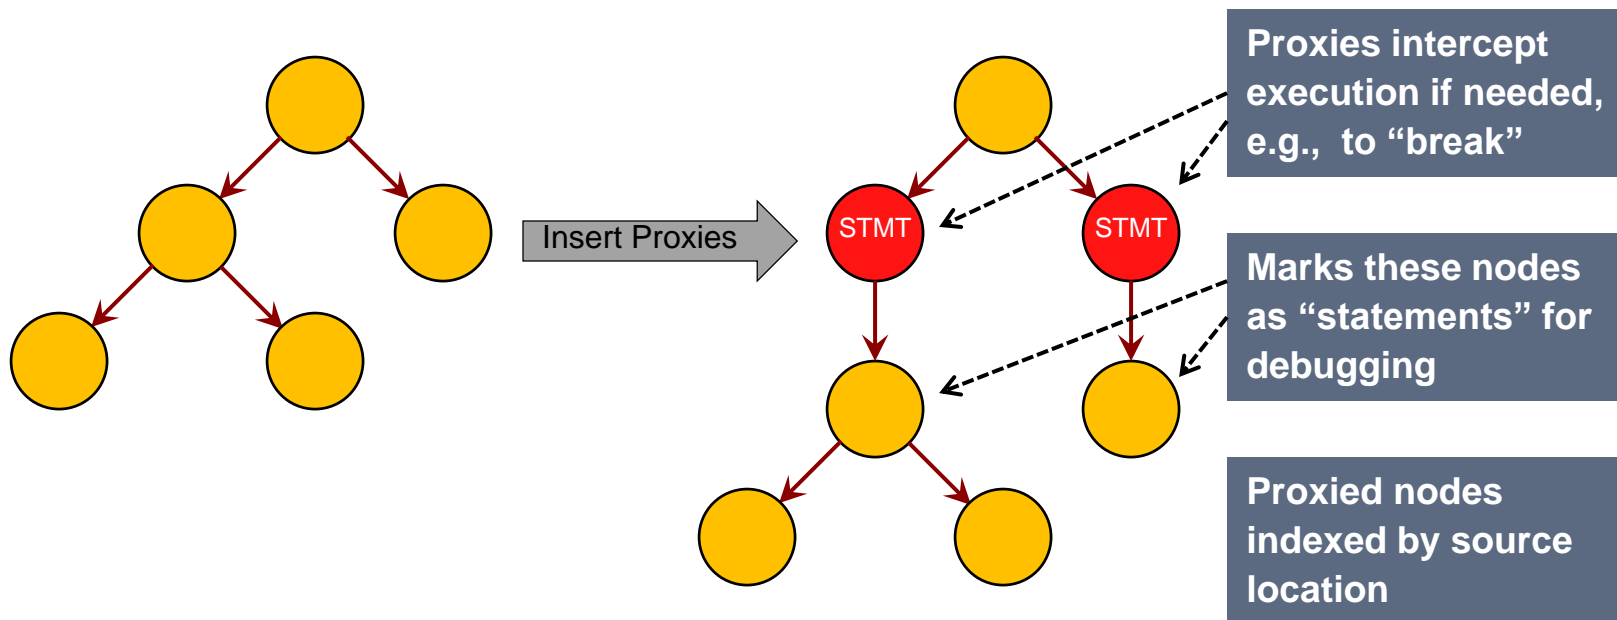 Insert Proxies
STMT
STMT
Proxies intercept
execution if needed,
e.g.,  to “break”
Marks these nodes
as “statements” for
debugging
Proxied nodes
indexed by source
location